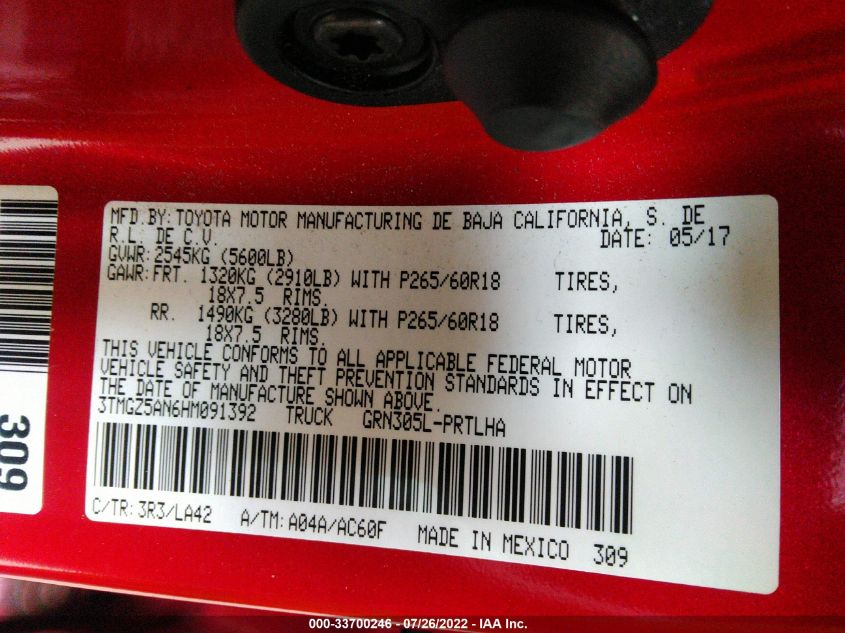 MFD.BY:TOYOTA MOTOR MANUFACTURING DE BAJA CALIFORNIA, S. DE
R.L. DE C.V. DATE: 05/17
GVWR:2545KG (5600LB)
GAWR:FRT. 1320KG (2910LB) WITH P265/60R18 TIRES,
18X7.5 RIMS.
RR. 1490KG (3280LB) WITH P265/60R18 TIRES,
18X7.5 RIMS.
THIS VEHICLE CONFORMS TO ALL APPLICABLE FEDERAL MOTOR
VEHICLE SAFETY AND THEFT PREVENTION STANDARDS IN EFFECT ON
THE DATE OF MANUFACTURE SHOWN ABOVE.
3TMGZ5AN6HM091392 TRUCK GRN305L-PRTLHA
C/TR:3R3/LA42 A/TM:A04A/AC60F MADE IN MEXICO 309
309
000-33700246 - 07/26/2022 - IAA Inc.